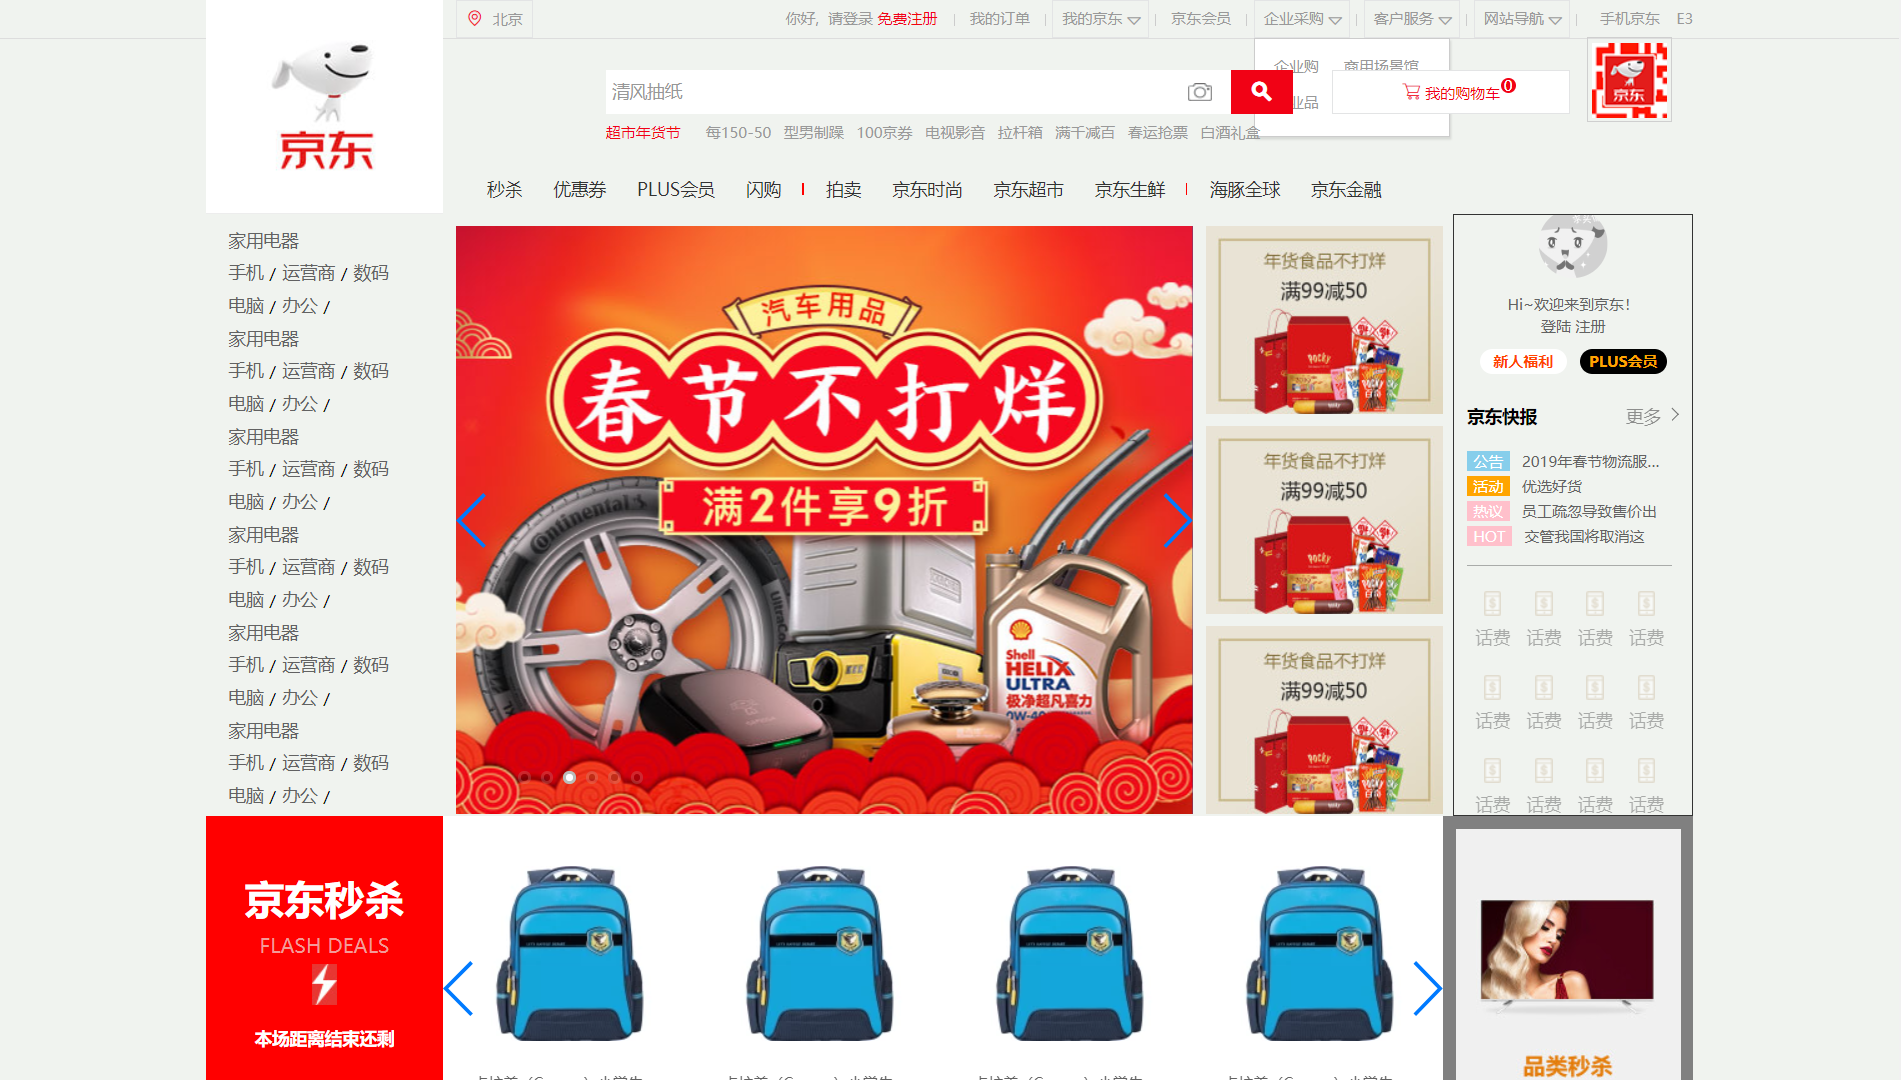 北京
你好，请登录 免费注册 我的订单 我的京东 京东会员 企业采购 客户服务 网站导航 手机京东 E3
京东
企业购 商用场景馆
清风抽纸
我的购物车 0
京东
超市年货节 每150-50 型男制躁 100京券 电视影音 拉杆箱 满千减百 春运抢票 白酒礼盒
秒杀 优惠券 PLUS会员 闪购 拍卖 京东时尚 京东超市 京东生鲜 海豚全球 京东金融
家用电器
手机 / 运营商 / 数码
电脑 / 办公 /
家用电器
手机 / 运营商 / 数码
电脑 / 办公 /
家用电器
手机 / 运营商 / 数码
电脑 / 办公 /
家用电器
手机 / 运营商 / 数码
电脑 / 办公 /
家用电器
手机 / 运营商 / 数码
电脑 / 办公 /
家用电器
手机 / 运营商 / 数码
电脑 / 办公 /
汽车用品
春节不打烊
满2件享9折
Continental
Shell
HELIX
ULTRA
极净超凡喜力
年货食品不打烊
满99减50
pocky
年货食品不打烊
满99减50
pocky
年货食品不打烊
满99减50
pocky
Hi~欢迎来到京东!
登陆 注册
新人福利 PLUS会员
京东快报 更多
公告 2019年春节物流服...
活动 优选好货
热议 员工疏忽导致售价出
HOT 交管我国将取消这
话费 话费 话费 话费
话费 话费 话费 话费
话费 话费 话费 话费
京东秒杀
FLASH DEALS
本场距离结束还剩
品类秒杀